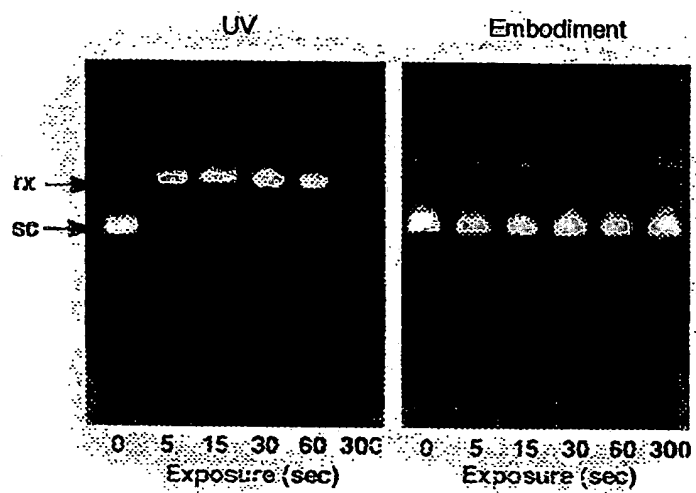 UV
Embodiment
rx
sc
0 5 15 30 60 300
Exposure (sec)
0 5 15 30 60 300
Exposure (sec)